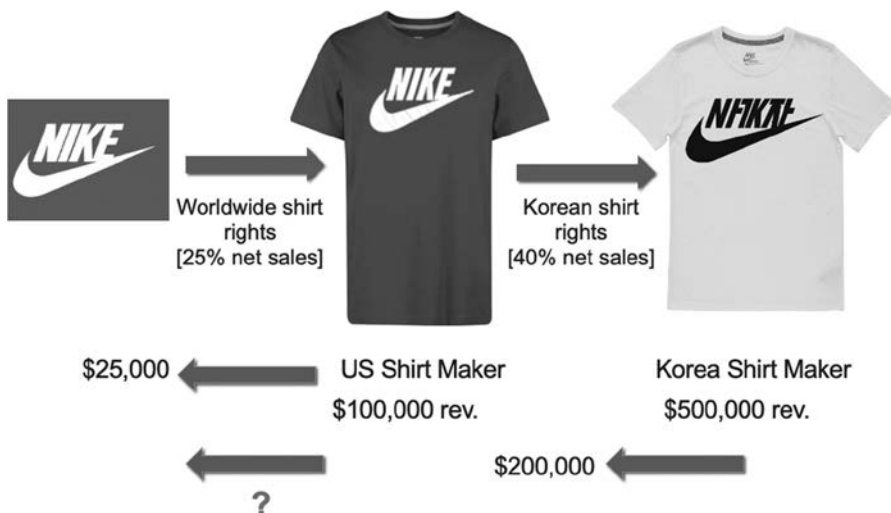 NIKE
NIKE
Worldwide shirt
rights
[25% net sales]
Korean shirt
rights
[40% net sales]
$25,000
US Shirt Maker
Korea Shirt Maker
$100,000 rev.
$500,000 rev.
$200,000
?